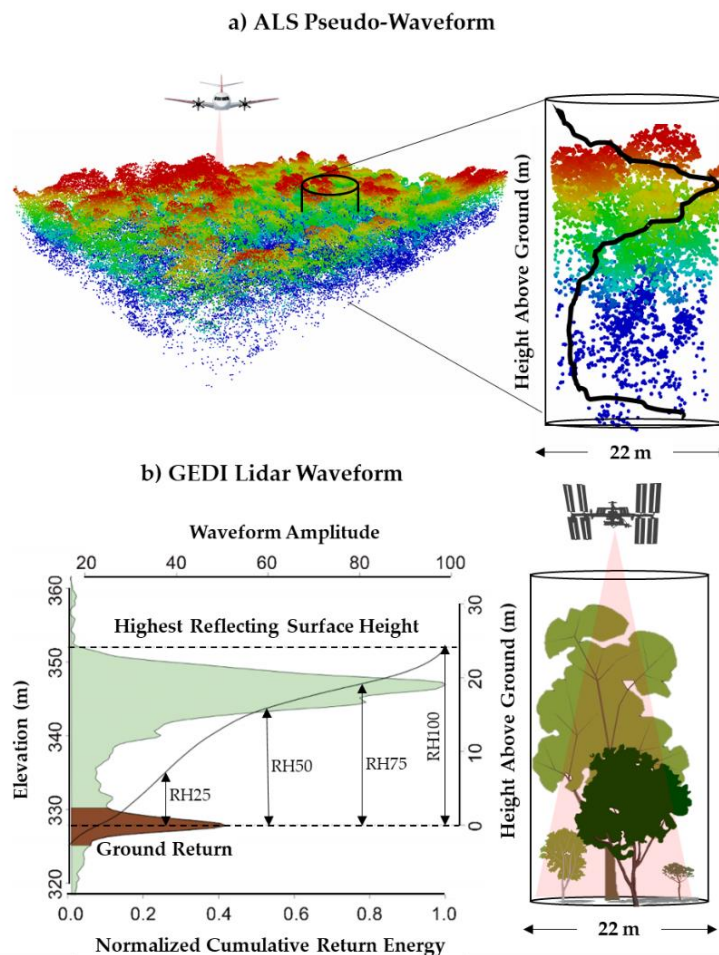 a) ALS Pseudo-Waveform
Height Above Ground (m)
22 m
b) GEDI Lidar Waveform
Waveform Amplitude
20 40 60 80 100
360
350
340
330
320
Elevation (m)
30
20
10
0
Height Above Ground (m)
Highest Reflecting Surface Height
RH100
RH75
RH50
RH25
Ground Return
0.0 0.2 0.4 0.6 0.8 1.0
Normalized Cumulative Return Energy
22 m